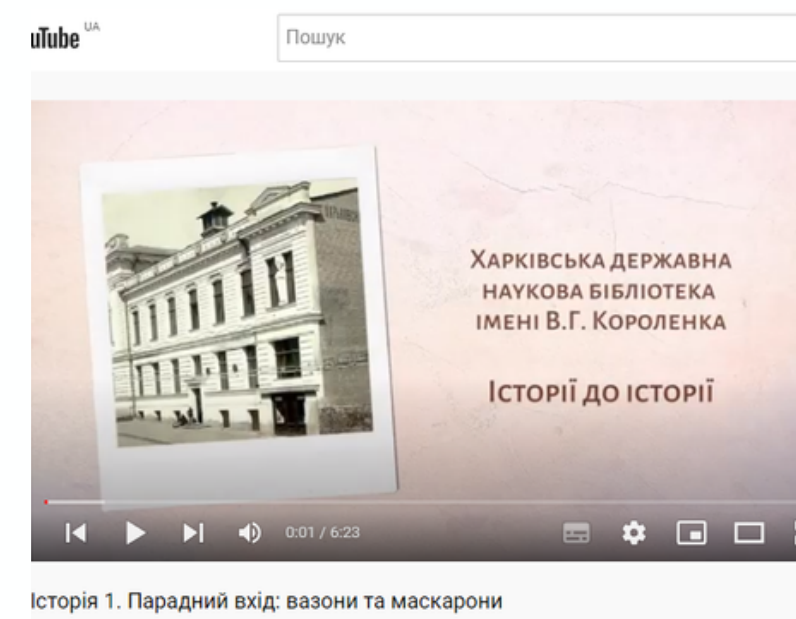 uTube UA
Пошук
ХАРКІВСЬКА ДЕРЖАВНА
НАУКОВА БІБЛІОТЕКА
ІМЕНІ В.Г. КОРОЛЕНКА
ІСТОРІЇ ДО ІСТОРІЇ
0:01 / 6:23
Історія 1. Парадний вхід: вазони та маскарони